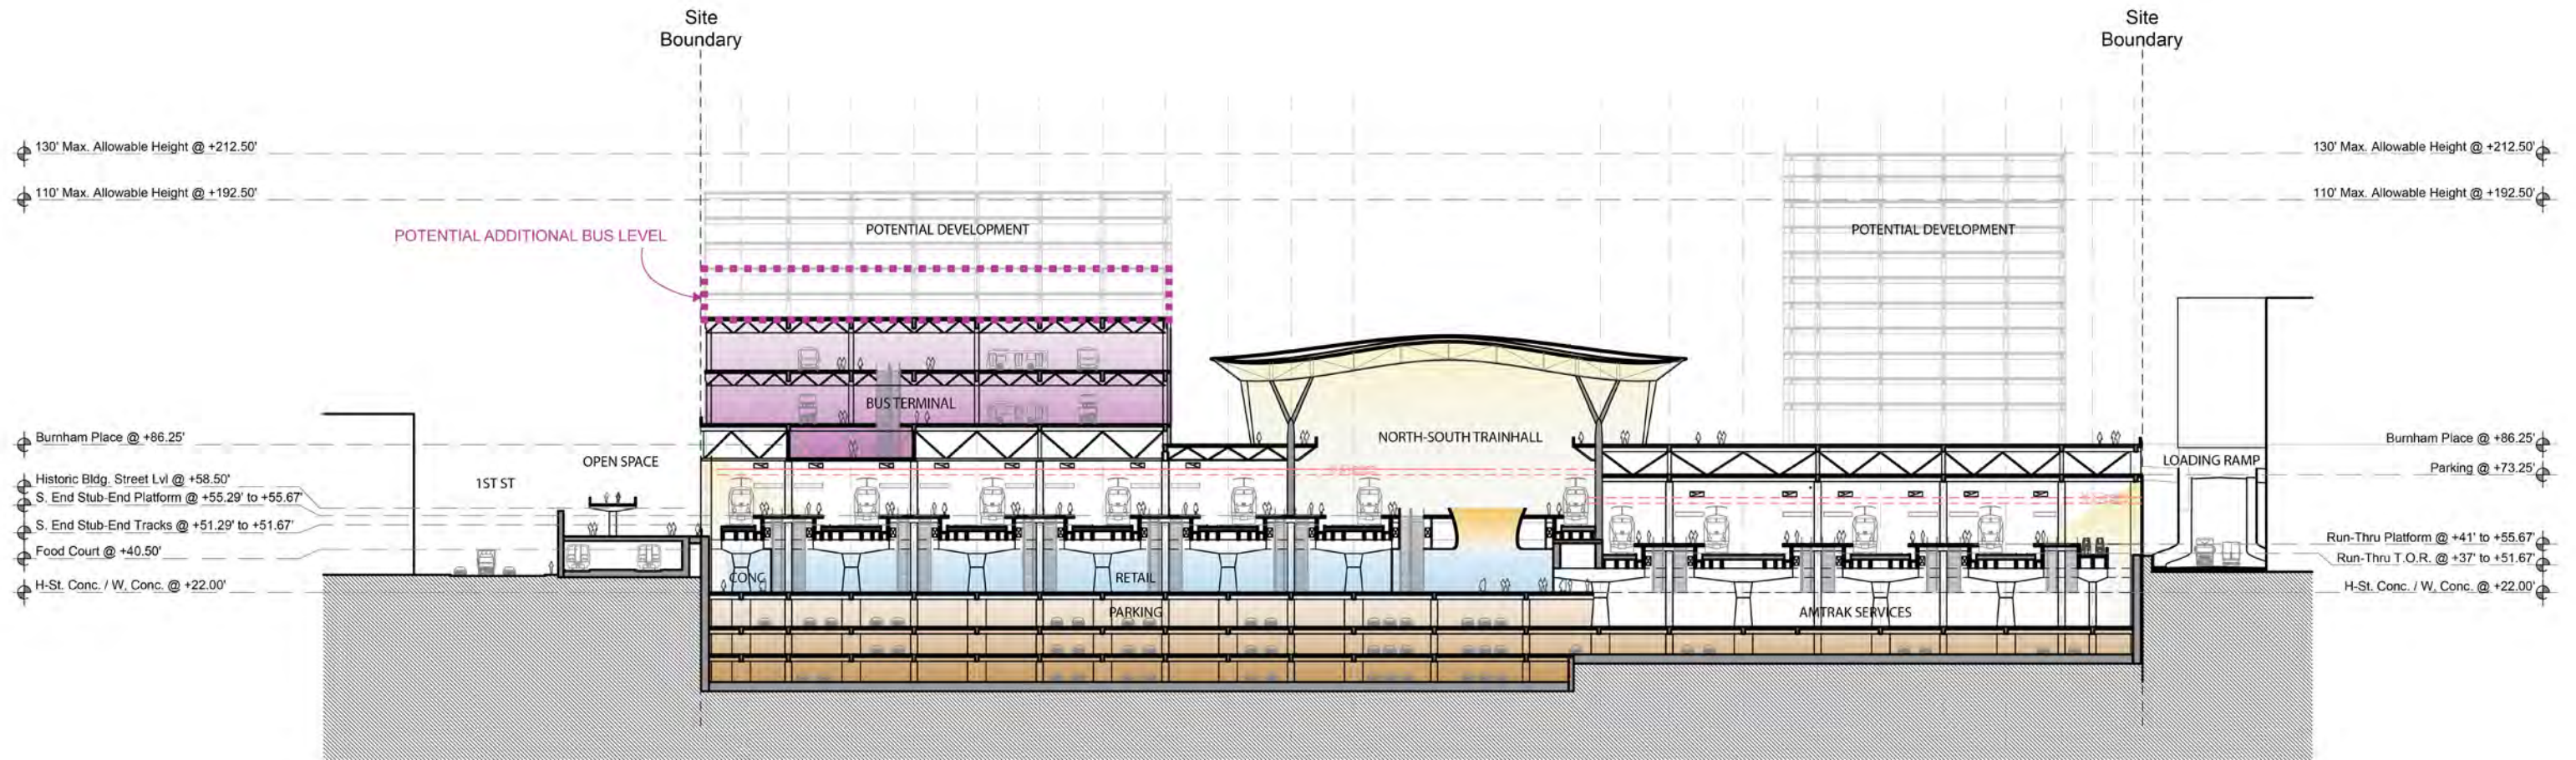 Site
Boundary
Site
Boundary
130' Max. Allowable Height @ +212.50'
130' Max. Allowable Height @ +212.50'
110' Max. Allowable Height @ +192.50'
110' Max. Allowable Height @ +192.50'
POTENTIAL ADDITIONAL BUS LEVEL
POTENTIAL DEVELOPMENT
POTENTIAL DEVELOPMENT
BUS TERMINAL
Burnham Place @ +86.25'
NORTH-SOUTH TRAINHALL
Burnham Place @ +86.25'
OPEN SPACE
LOADING RAMP
Parking @ +73.25'
Historic Bldg. Street Lvl @ +58.50'
1ST ST
S. End Stub-End Platform @ +55.29' to +55.67'
S. End Stub-End Tracks @ +51.29' to +51.67'
Run-Thru Platform @ +41' to +55.67'
Food Court @ +40.50'
Run-Thru T.O.R. @ +37' to +51.67'
H-St. Conc. / W. Conc. @ +22.00'
CONC
RETAIL
H-St. Conc. / W. Conc. @ +22.00'
PARKING
AMTRAK SERVICES